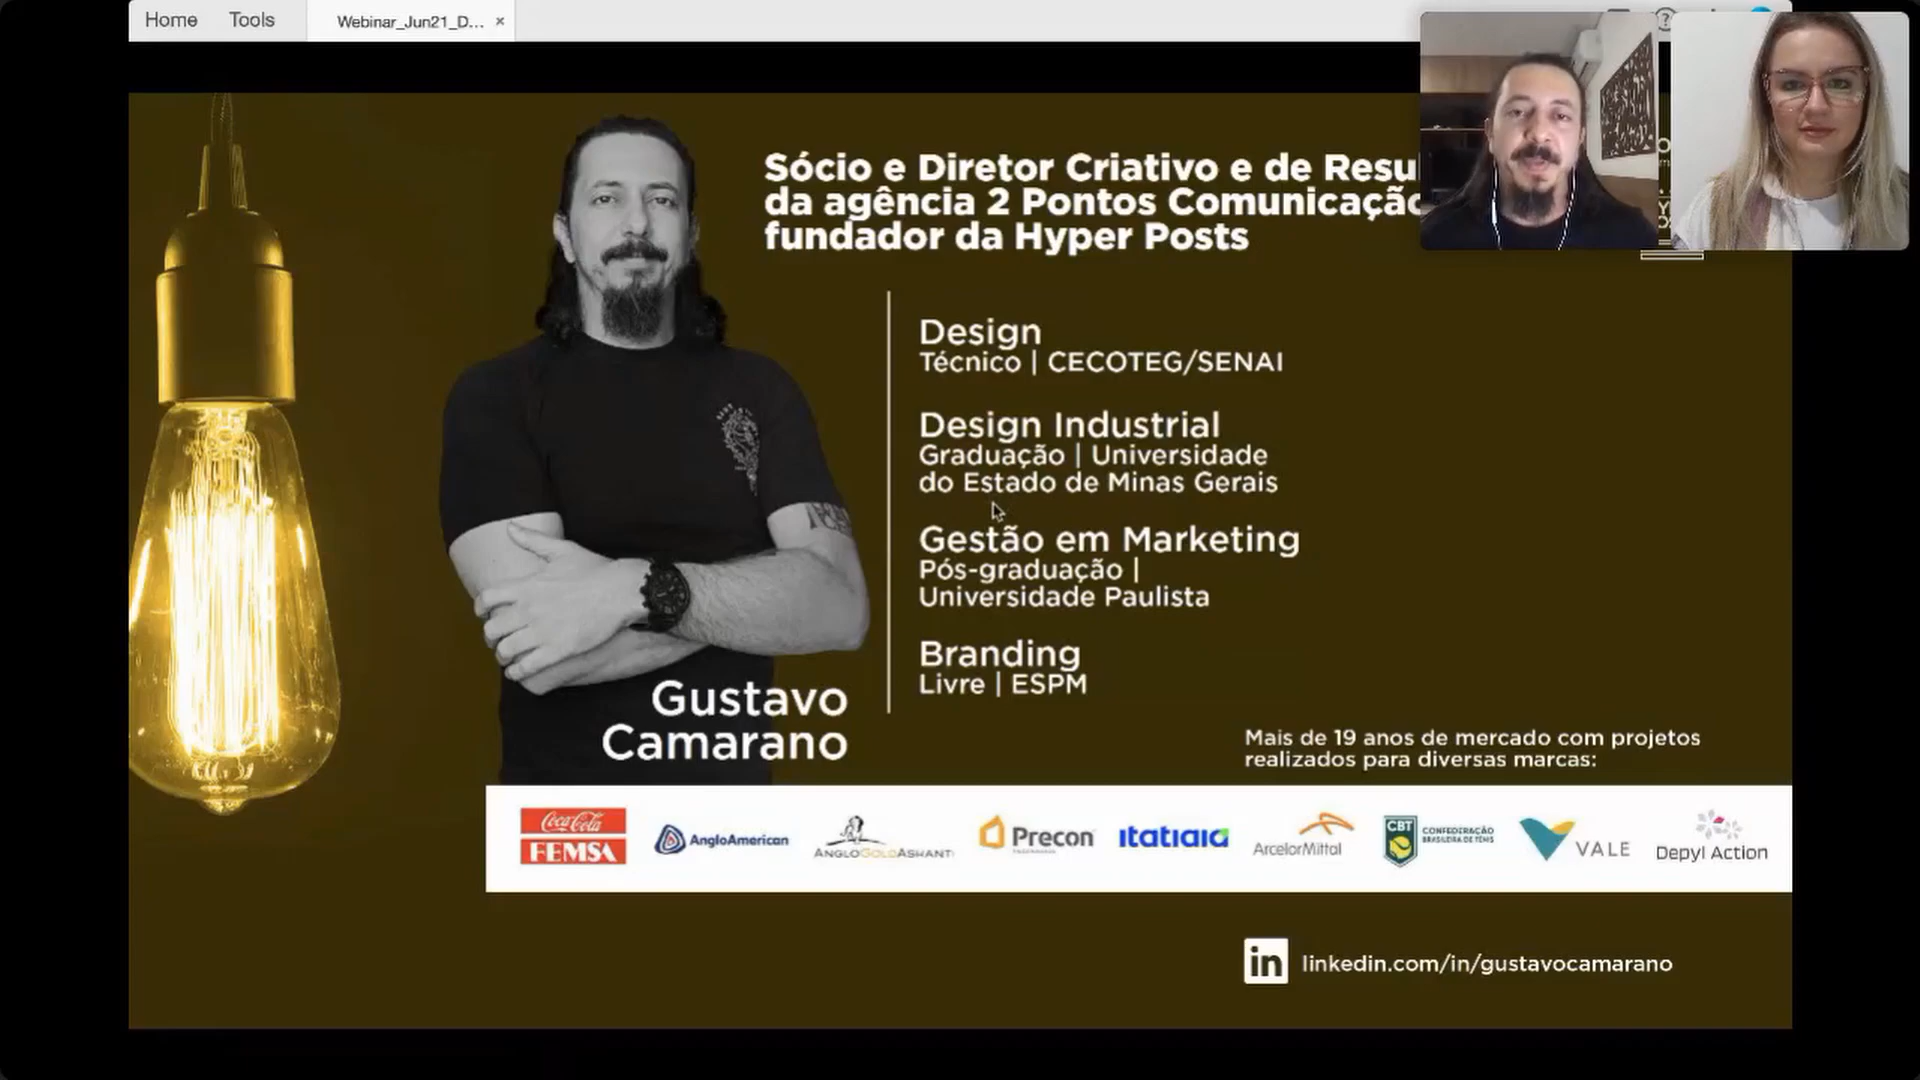 Home
Tools
Webinar_Jun21_D...
Sócio e Diretor Criativo e de Resu
da agência 2 Pontos Comunicação
fundador da Hyper Posts
Design
Técnico | CECOTEG/SENAI
Design Industrial
Graduação | Universidade
do Estado de Minas Gerais
Gestão em Marketing
Pós-graduação |
Universidade Paulista
Branding
Livre | ESPM
Gustavo
Camarano
Mais de 19 anos de mercado com projetos
realizados para diversas marcas:
Coca-Cola
FEMSA
AngloAmerican
ANGLOGOLDASHANTI
Precon
itatiaia
ArcelorMittal
CBT
CONFEDERAÇÃO
BRASILEIRA DE TÊNIS
VALE
Depyl Action
in
linkedin.com/in/gustavocamarano